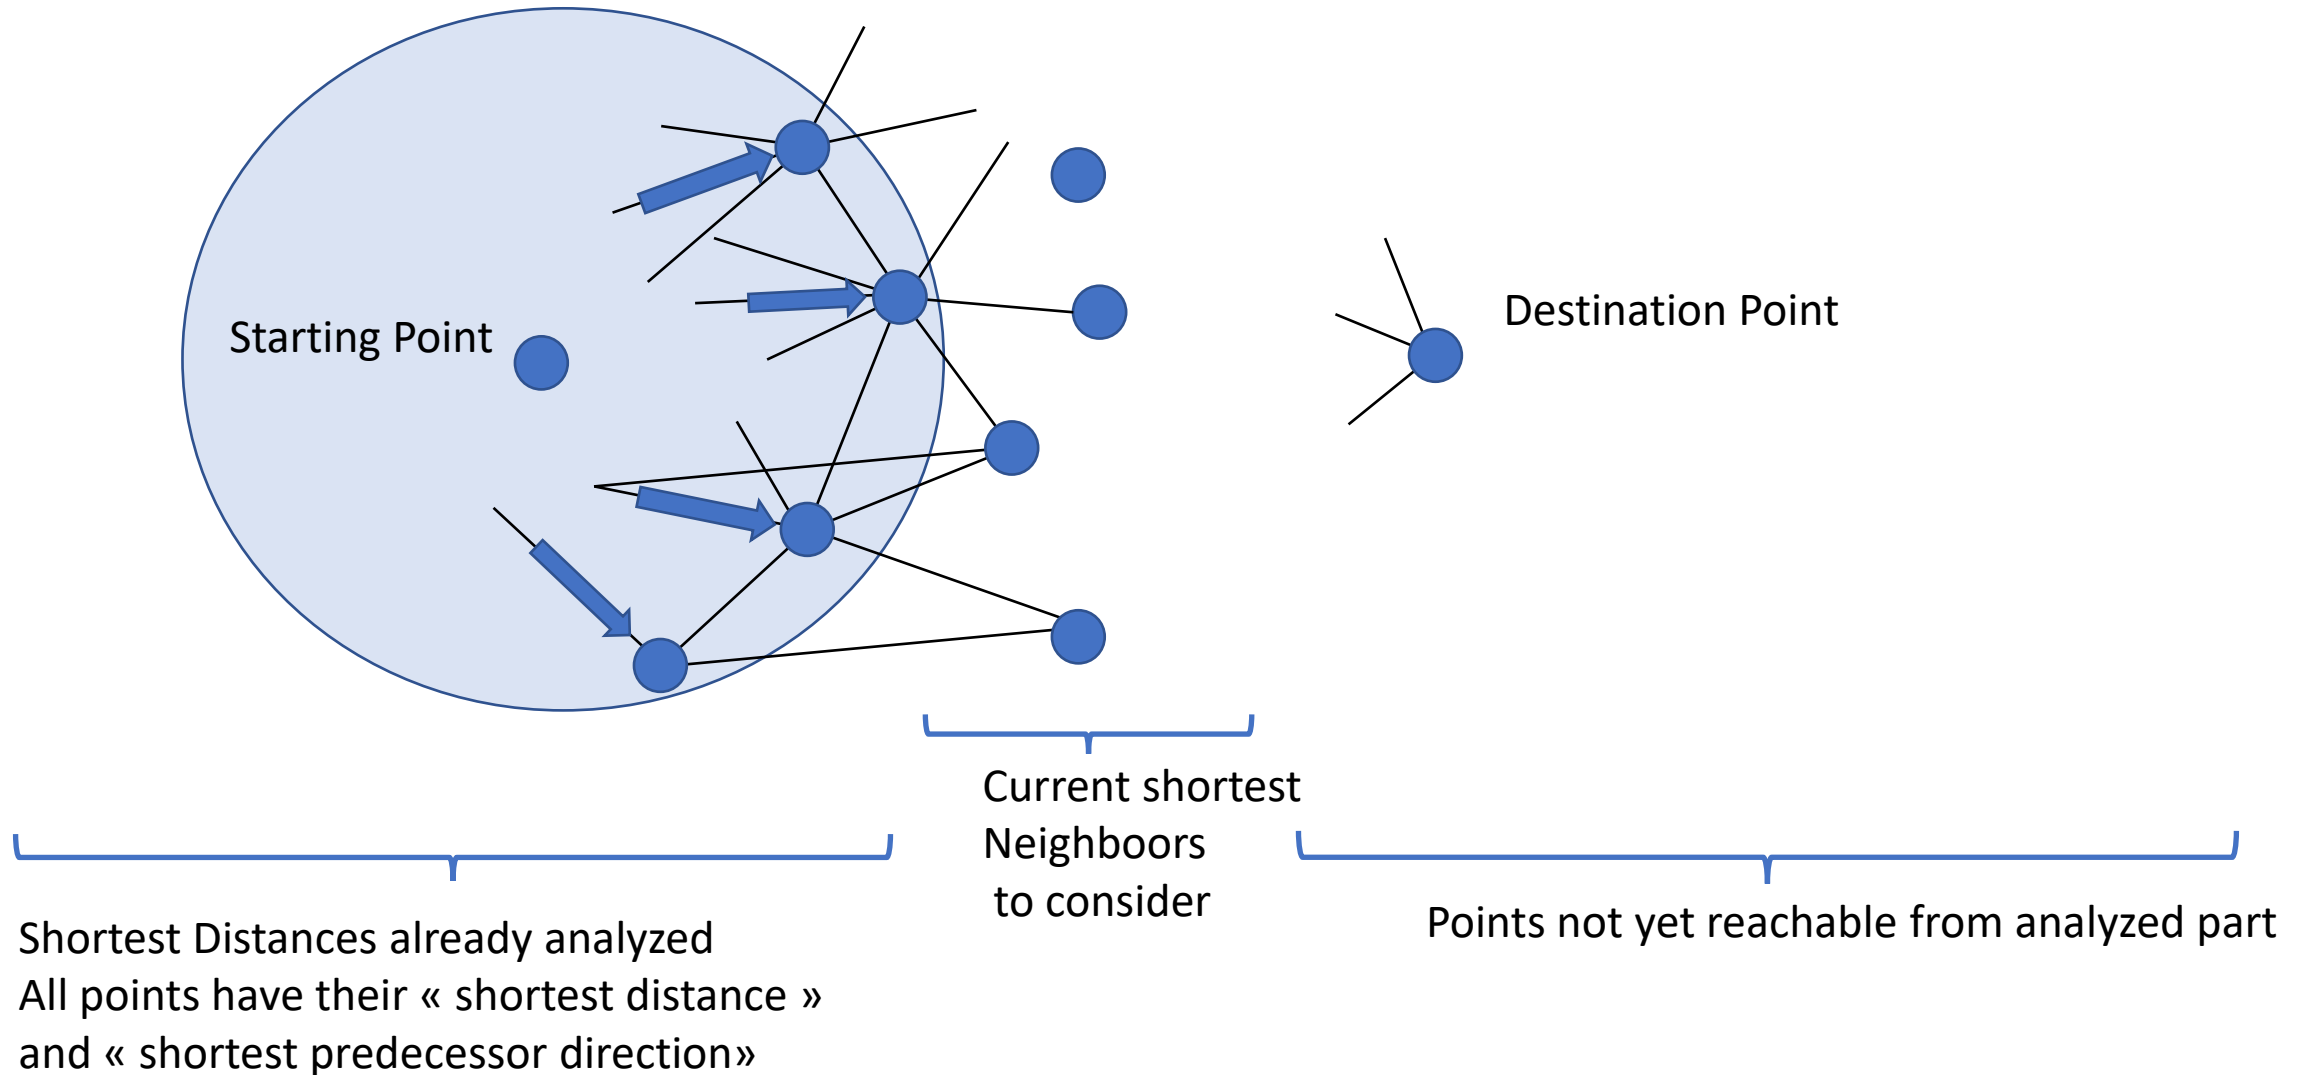 Starting Point
Destination Point
Current shortest
Neighboors
to consider
Shortest Distances already analyzed
All points have their « shortest distance »
and « shortest predecessor direction»
Points not yet reachable from analyzed part